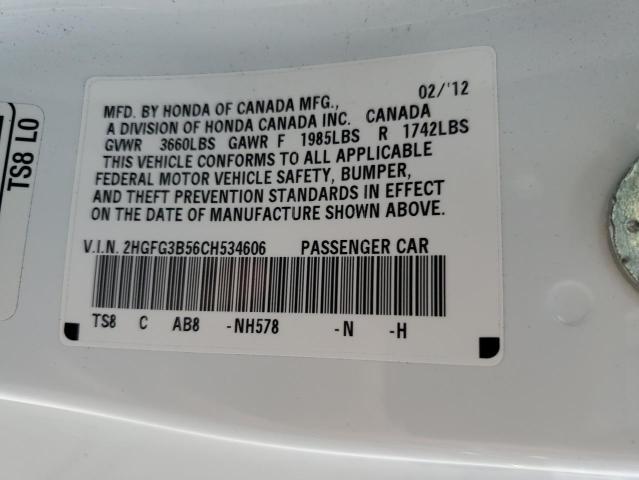 02/'12
MFD. BY HONDA OF CANADA MFG.,
A DIVISION OF HONDA CANADA INC. CANADA
GVWR 3660LBS GAWR F 1985LBS R 1742LBS
THIS VEHICLE CONFORMS TO ALL APPLICABLE
FEDERAL MOTOR VEHICLE SAFETY, BUMPER,
AND THEFT PREVENTION STANDARDS IN EFFECT
ON THE DATE OF MANUFACTURE SHOWN ABOVE.
V.I.N. 2HGFG3B56CH534606 PASSENGER CAR
TS8 C AB8 -NH578 -N -H
TS8 L0